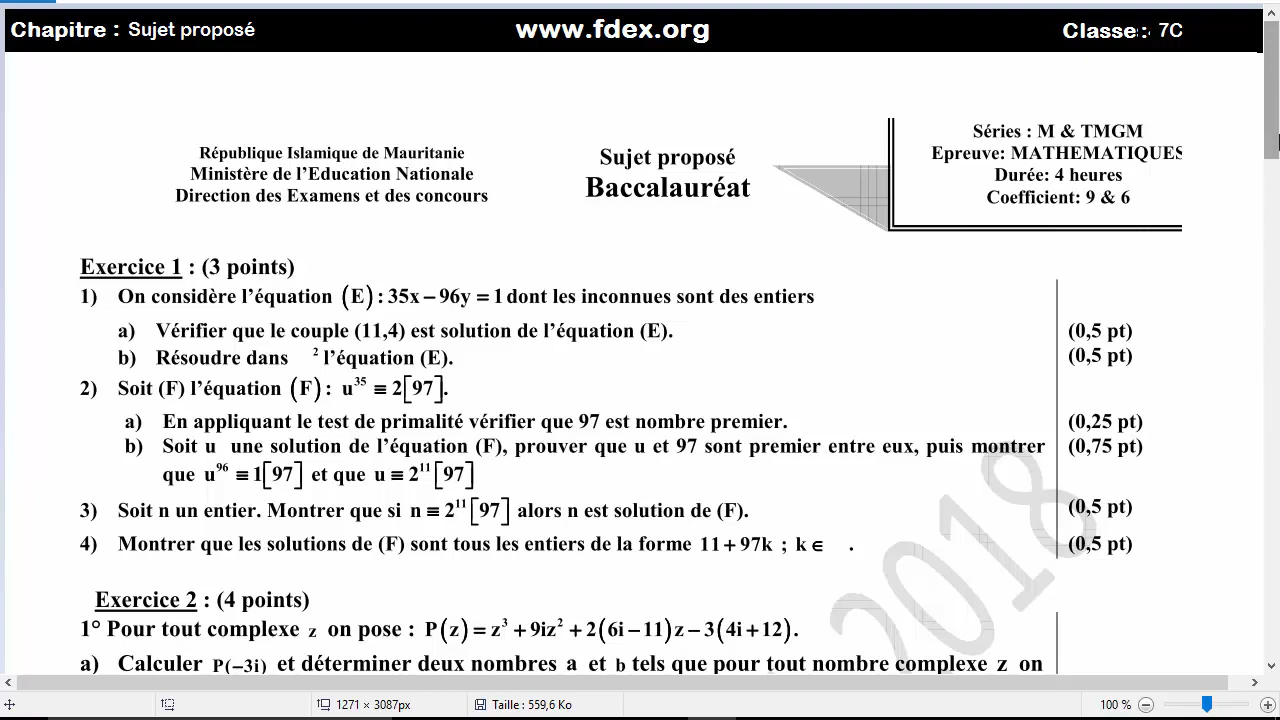 Chapitre : Sujet proposé www.fdex.org Classe: 7C
République Islamique de Mauritanie
Ministère de l'Education Nationale
Direction des Examens et des concours
Sujet proposé
Baccalauréat
Séries : M & TMGM
Epreuve: MATHEMATIQUES
Durée: 4 heures
Coefficient: 9 & 6
Exercice 1 : (3 points)
1) On considère l'équation (E) : 35x − 96y = 1 dont les inconnues sont des entiers
a) Vérifier que le couple (11,4) est solution de l'équation (E). (0,5 pt)
b) Résoudre dans ² l'équation (E). (0,5 pt)
2) Soit (F) l'équation (F) : u³⁵ ≡ 2[97].
a) En appliquant le test de primalité vérifier que 97 est nombre premier. (0,25 pt)
b) Soit u une solution de l'équation (F), prouver que u et 97 sont premier entre eux, puis montrer (0,75 pt)
que u⁹⁶ ≡ 1[97] et que u ≡ 2¹¹[97]
3) Soit n un entier. Montrer que si n ≡ 2¹¹[97] alors n est solution de (F). (0,5 pt)
4) Montrer que les solutions de (F) sont tous les entiers de la forme 11 + 97k ; k ∈ . (0,5 pt)
2018
Exercice 2 : (4 points)
1° Pour tout complexe z on pose : P(z) = z³ + 9iz² + 2(6i − 11)z − 3(4i + 12).
a) Calculer P(−3i) et déterminer deux nombres a et b tels que pour tout nombre complexe z on
1271 × 3087px
Taille : 559,6 Ko
100 %